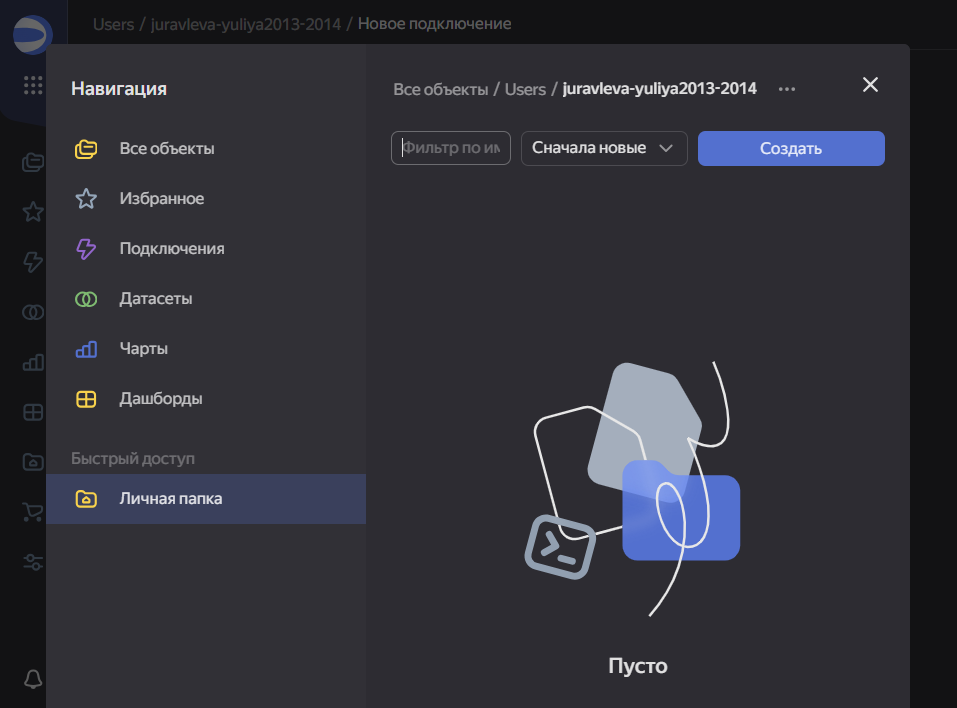 Users / juravleva-yuliya2013-2014 / Новое подключение
Навигация
Все объекты
Избранное
Подключения
Датасеты
Чарты
Дашборды
Быстрый доступ
Личная папка
Все объекты / Users / juravleva-yuliya2013-2014 ···
Фильтр по им
Сначала новые
Создать
Пусто